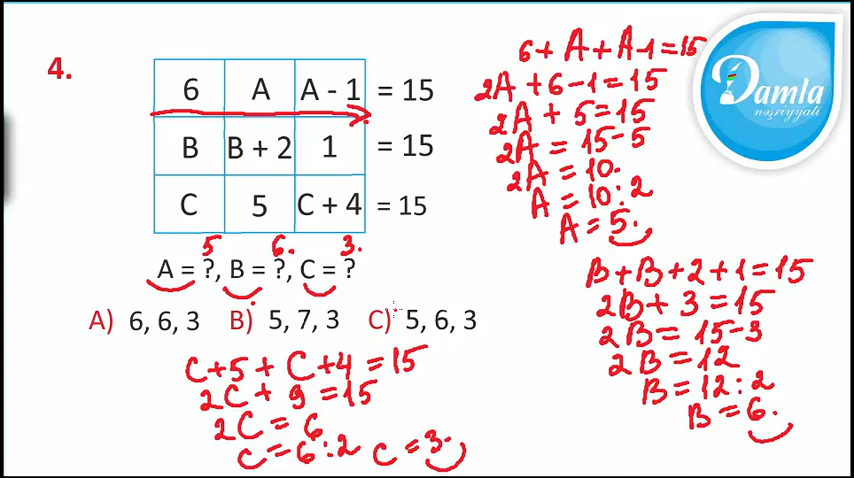 4.
6 A A - 1 = 15
B B + 2 1 = 15
C 5 C + 4 = 15
5 6. 3.
A = ?, B = ?, C = ?
A) 6, 6, 3 B) 5, 7, 3 C) 5, 6, 3
C+5+C+4=15
2C+9=15
2C=6
C=6:2 C=3.
6+A+A-1=15
2A+6-1=15
2A+5=15
2A=15-5
2A=10.
A=10:2
A=5.
B+B+2+1=15
2B+3=15
2B=15-3
2B=12
B=12:2
B=6.
Damla
nəşriyyatı